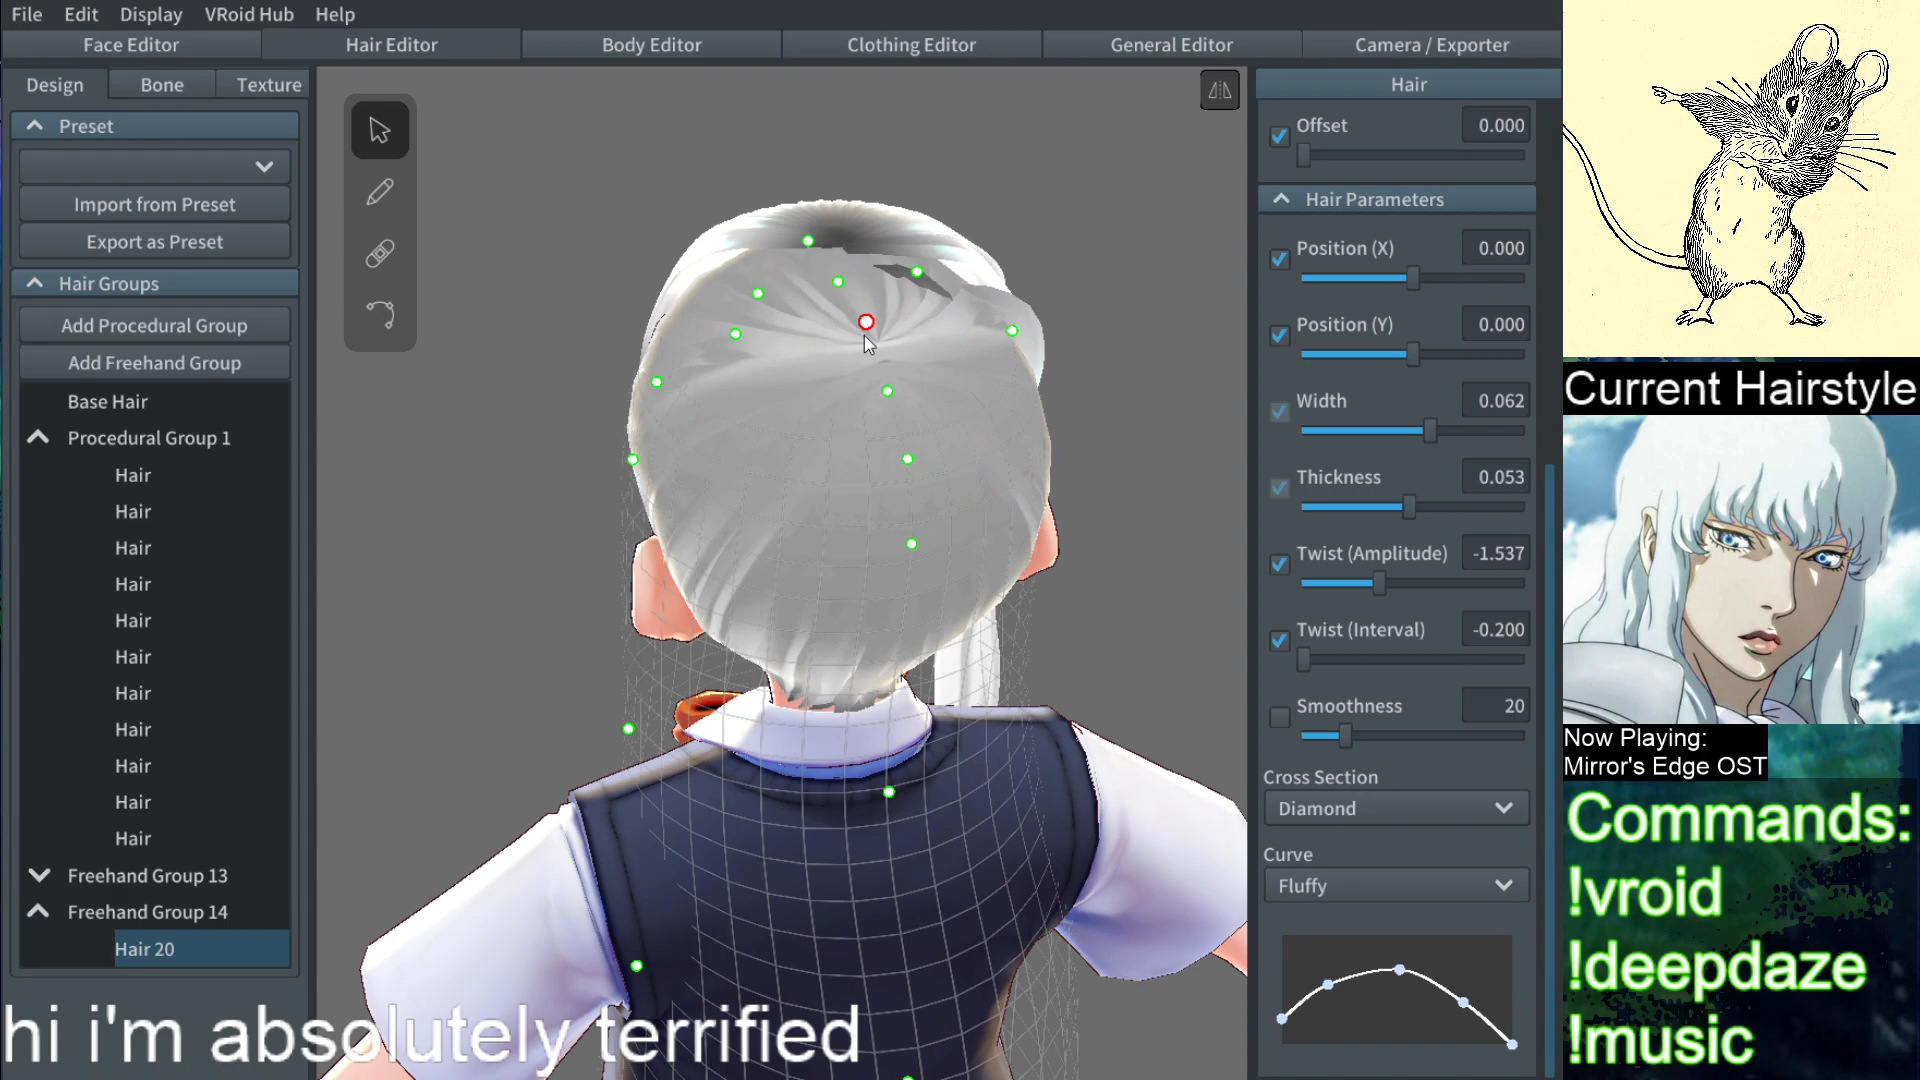 File Edit Display VRoid Hub Help
Face Editor Hair Editor Body Editor Clothing Editor General Editor Camera / Exporter
Design Bone Texture
Preset
Import from Preset
Export as Preset
Hair Groups
Add Procedural Group
Add Freehand Group
Base Hair
Procedural Group 1
Hair
Hair
Hair
Hair
Hair
Hair
Hair
Hair
Hair
Hair
Hair
Freehand Group 13
Freehand Group 14
Hair 20
hi i'm absolutely terrified
Hair
Offset 0.000
Hair Parameters
Position (X) 0.000
Position (Y) 0.000
Width 0.062
Thickness 0.053
Twist (Amplitude) -1.537
Twist (Interval) -0.200
Smoothness 20
Cross Section
Diamond
Curve
Fluffy
Current Hairstyle
Now Playing:
Mirror's Edge OST
Commands:
!vroid
!deepdaze
!music